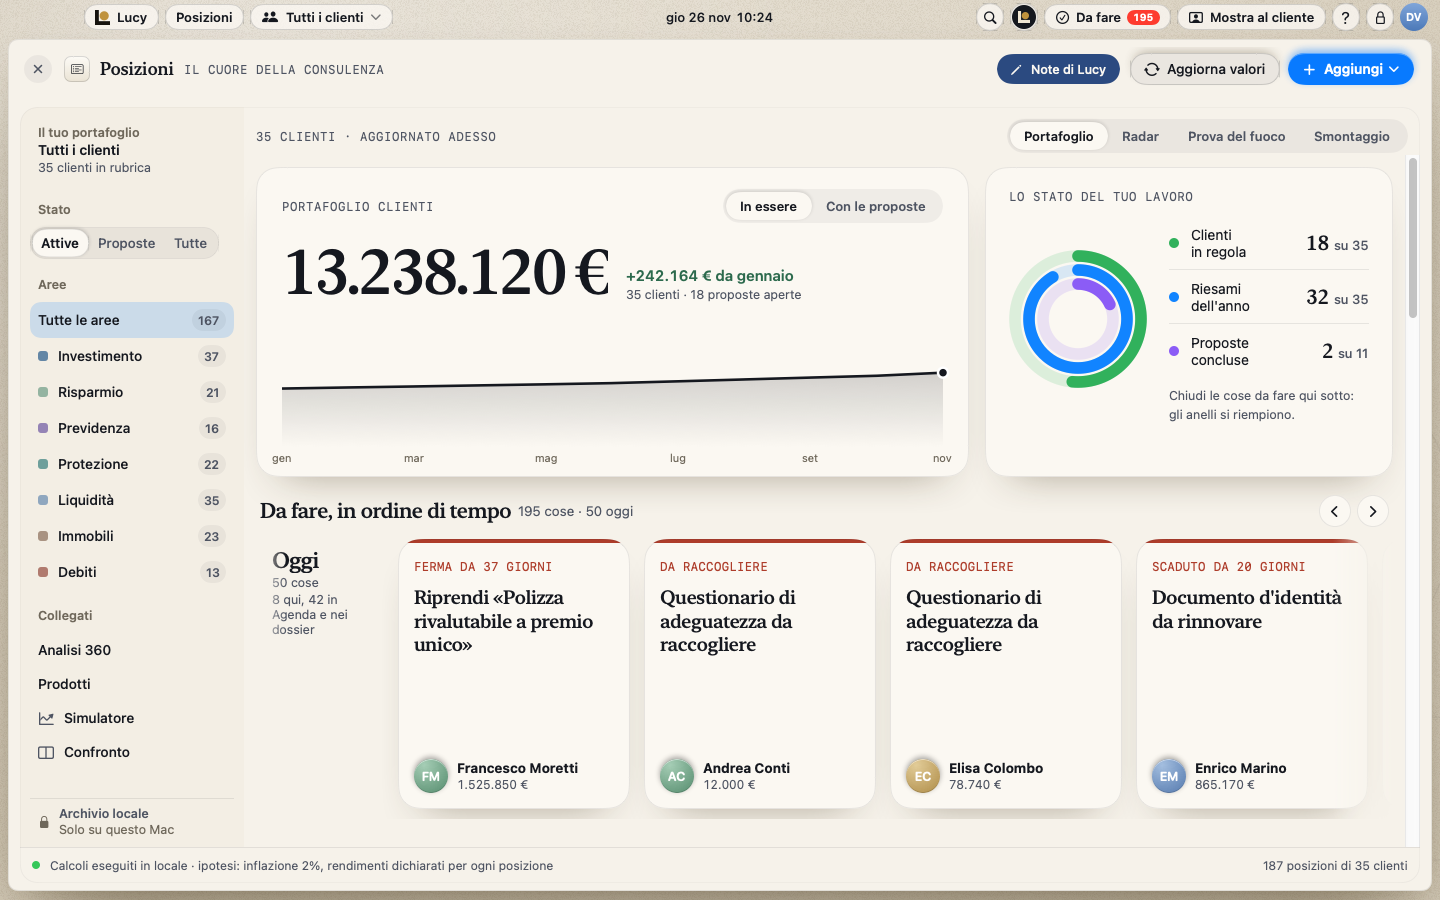 Lucy
Posizioni
Tutti i clienti
gio 26 nov 10:24
Da fare 195
Mostra al cliente
?
DV
Posizioni IL CUORE DELLA CONSULENZA
Note di Lucy
Aggiorna valori
Aggiungi
Il tuo portafoglio
Tutti i clienti
35 clienti in rubrica
Stato
Attive Proposte Tutte
Aree
Tutte le aree 167
Investimento 37
Risparmio 21
Previdenza 16
Protezione 22
Liquidità 35
Immobili 23
Debiti 13
Collegati
Analisi 360
Prodotti
Simulatore
Confronto
Archivio locale
Solo su questo Mac
35 CLIENTI · AGGIORNATO ADESSO
Portafoglio Radar Prova del fuoco Smontaggio
PORTAFOGLIO CLIENTI
In essere Con le proposte
13.238.120 €
+242.164 € da gennaio
35 clienti · 18 proposte aperte
gen mar mag lug set nov
LO STATO DEL TUO LAVORO
Clienti
in regola
18 su 35
Riesami
dell'anno
32 su 35
Proposte
concluse
2 su 11
Chiudi le cose da fare qui sotto:
gli anelli si riempiono.
Da fare, in ordine di tempo 195 cose · 50 oggi
Oggi
50 cose
8 qui, 42 in
Agenda e nei
dossier
FERMA DA 37 GIORNI
Riprendi «Polizza
rivalutabile a premio
unico»
FM
Francesco Moretti
1.525.850 €
DA RACCOGLIERE
Questionario di
adeguatezza da
raccogliere
AC
Andrea Conti
12.000 €
DA RACCOGLIERE
Questionario di
adeguatezza da
raccogliere
EC
Elisa Colombo
78.740 €
SCADUTO DA 20 GIORNI
Documento d'identità
da rinnovare
EM
Enrico Marino
865.170 €
Calcoli eseguiti in locale · ipotesi: inflazione 2%, rendimenti dichiarati per ogni posizione
187 posizioni di 35 clienti